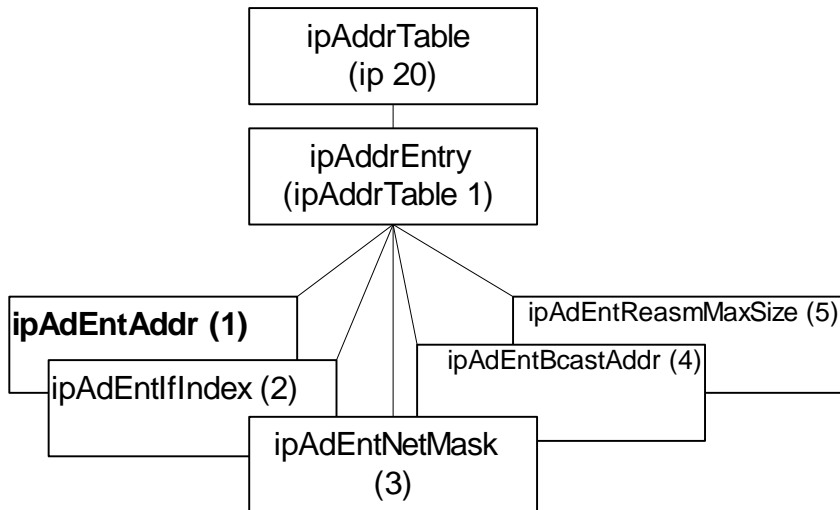 ipAddrTable
(ip 20)
ipAddrEntry
(ipAddrTable 1)
ipAdEntAddr (1)
ipAdEntReasmMaxSize (5)
ipAdEntIfIndex (2)
ipAdEntBcastAddr (4)
ipAdEntNetMask
(3)